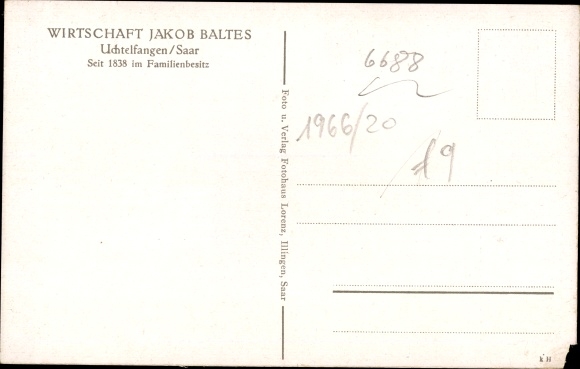 WIRTSCHAFT JAKOB BALTES
Uchtelfangen/Saar
Seit 1838 im Familienbesitz
Foto u. Verlag Fotohaus Lorenz, Illingen, Saar
6688
1966/20
k H